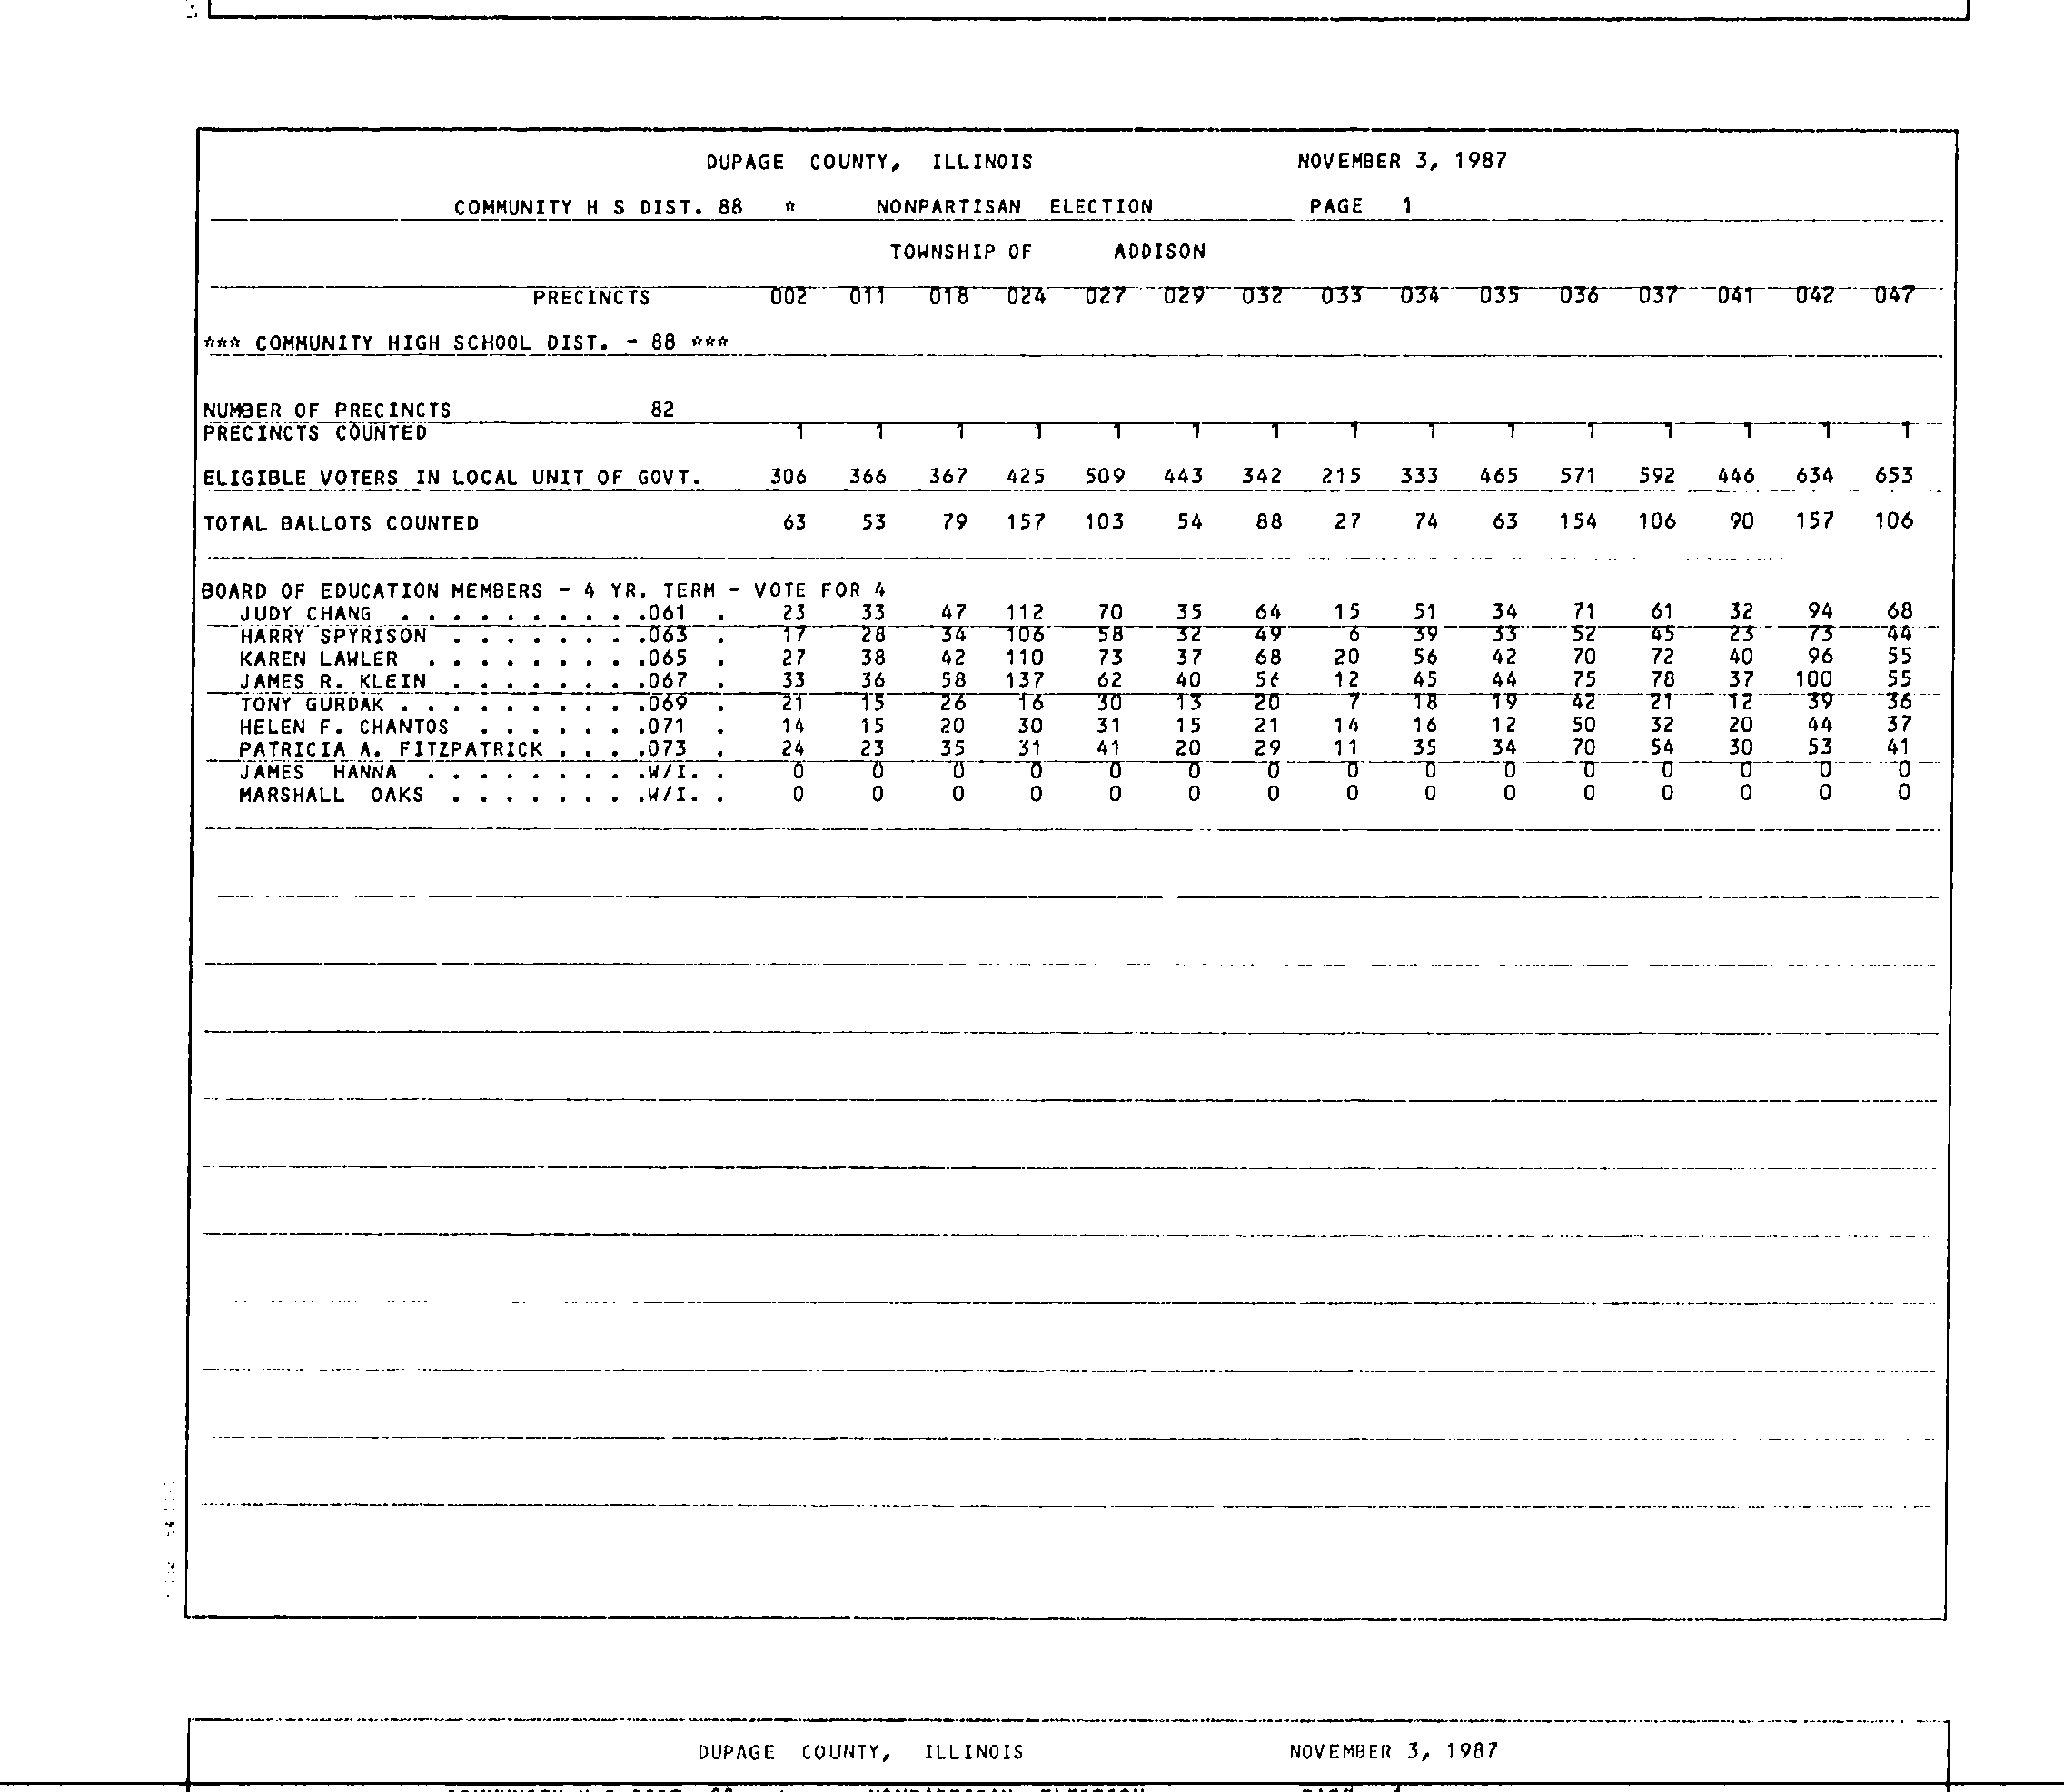 DUPAGE COUNTY, ILLINOIS NOVEMBER 3, 1987
COMMUNITY H S DIST. 88 * NONPARTISAN ELECTION PAGE 1
TOWNSHIP OF ADDISON
PRECINCTS 002 011 018 024 027 029 032 033 034 035 036 037 041 042 047
*** COMMUNITY HIGH SCHOOL DIST. - 88 ***
NUMBER OF PRECINCTS 82
PRECINCTS COUNTED 1 1 1 1 1 1 1 1 1 1 1 1 1 1 1
ELIGIBLE VOTERS IN LOCAL UNIT OF GOVT. 306 366 367 425 509 443 342 215 333 465 571 592 446 634 653
TOTAL BALLOTS COUNTED 63 53 79 157 103 54 88 27 74 63 154 106 90 157 106
BOARD OF EDUCATION MEMBERS - 4 YR. TERM - VOTE FOR 4
JUDY CHANG . . . . . . . . . .061 . 23 33 47 112 70 35 64 15 51 34 71 61 32 94 68
HARRY SPYRISON . . . . . . . .063 . 17 28 34 106 58 32 49 6 39 33 52 45 23 73 44
KAREN LAWLER . . . . . . . . .065 . 27 38 42 110 73 37 68 20 56 42 70 72 40 96 55
JAMES R. KLEIN . . . . . . . .067 . 33 36 58 137 62 40 56 12 45 44 75 78 37 100 55
TONY GURDAK . . . . . . . . . .069 . 21 15 26 16 30 13 20 7 18 19 42 21 12 39 36
HELEN F. CHANTOS . . . . . . .071 . 14 15 20 30 31 15 21 14 16 12 50 32 20 44 37
PATRICIA A. FITZPATRICK . . . .073 . 24 23 35 31 41 20 29 11 35 34 70 54 30 53 41
JAMES HANNA . . . . . . . . .W/I. . 0 0 0 0 0 0 0 0 0 0 0 0 0 0 0
MARSHALL OAKS . . . . . . . .W/I. . 0 0 0 0 0 0 0 0 0 0 0 0 0 0 0
DUPAGE COUNTY, ILLINOIS NOVEMBER 3, 1987